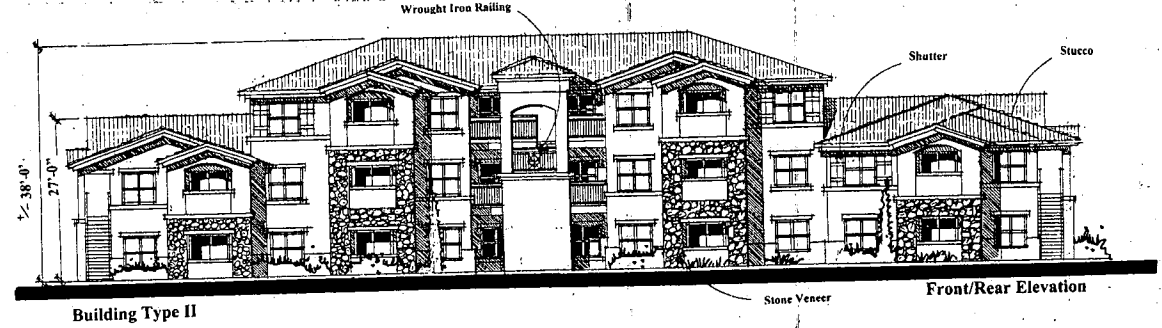 Wrought Iron Railing
Shutter
Stucco
+/- 38'-0"
27'-0"
Stone Veneer
Front/Rear Elevation
Building Type II